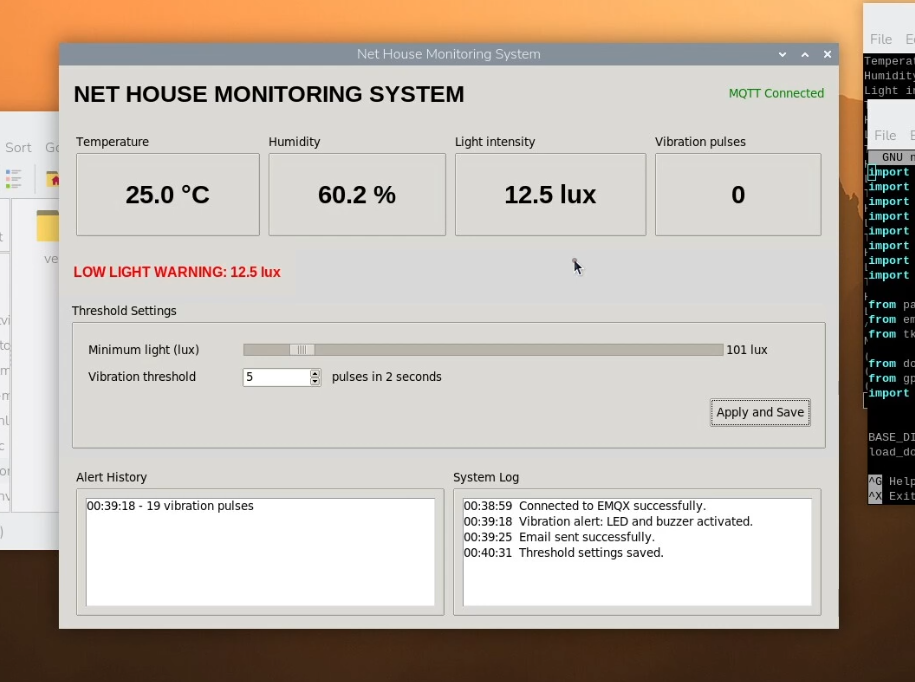 Net House Monitoring System
NET HOUSE MONITORING SYSTEM
MQTT Connected
Temperature
Humidity
Light intensity
Vibration pulses
25.0 °C
60.2 %
12.5 lux
0
LOW LIGHT WARNING: 12.5 lux
Threshold Settings
Minimum light (lux)
101 lux
Vibration threshold
5
pulses in 2 seconds
Apply and Save
Alert History
System Log
00:39:18 - 19 vibration pulses
00:38:59 Connected to EMQX successfully.
00:39:18 Vibration alert: LED and buzzer activated.
00:39:25 Email sent successfully.
00:40:31 Threshold settings saved.
Sort
File
Light in
File
GNU n
import
import
import
import
import
import
import
import
from pa
from em
from tk
from do
from gp
import
BASE_DI
load_do
^G Help
^X Exit